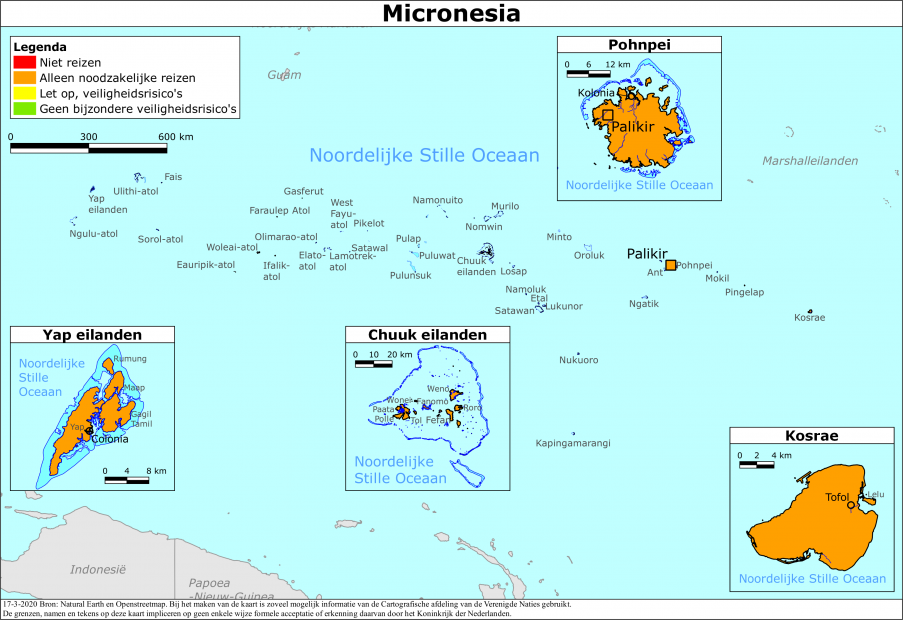 Micronesia
Legenda
Niet reizen
Alleen noodzakelijke reizen
Let op, veiligheidsrisico's
Geen bijzondere veiligheidsrisico's
0 300 600 km
Guam
Noordelijke Stille Oceaan
Marshalleilanden
Pohnpei
0 6 12 km
Kolonia
Palikir
Noordelijke Stille Oceaan
Fais
Ulithi-atol
Yap
eilanden
Ngulu-atol
Sorol-atol
Gasferut
Faraulep Atol
West
Fayu-
atol
Pikelot
Olimarao-atol
Woleai-atol
Eauripik-atol
Ifalik-
atol
Elato-
atol
Lamotrek-
atol
Satawal
Namonuito
Murilo
Nomwin
Pulap
Puluwat
Pulunsuk
Chuuk
eilanden
Losap
Namoluk
Etal
Satawan
Lukunor
Minto
Oroluk
Palikir
Ant
Pohnpei
Mokil
Pingelap
Ngatik
Kosrae
Nukuoro
Kapingamarangi
Yap eilanden
Noordelijke
Stille
Oceaan
Rumung
Maap
Gagil
Tamil
Yap
Colonia
0 4 8 km
Chuuk eilanden
0 10 20 km
Weno
Wonei
Fanomo
Paata
Polle
Tol
Fefan
Roro
Noordelijke
Stille Oceaan
Kosrae
0 2 4 km
Tofol
Lelu
Noordelijke Stille Oceaan
Indonesië
Papoea
-Nieuw-Guinea
17-3-2020 Bron: Natural Earth en Openstreetmap. Bij het maken van de kaart is zoveel mogelijk informatie van de Cartografische afdeling van de Verenigde Naties gebruikt.
De grenzen, namen en tekens op deze kaart impliceren op geen enkele wijze formele acceptatie of erkenning daarvan door het Koninkrijk der Nederlanden.